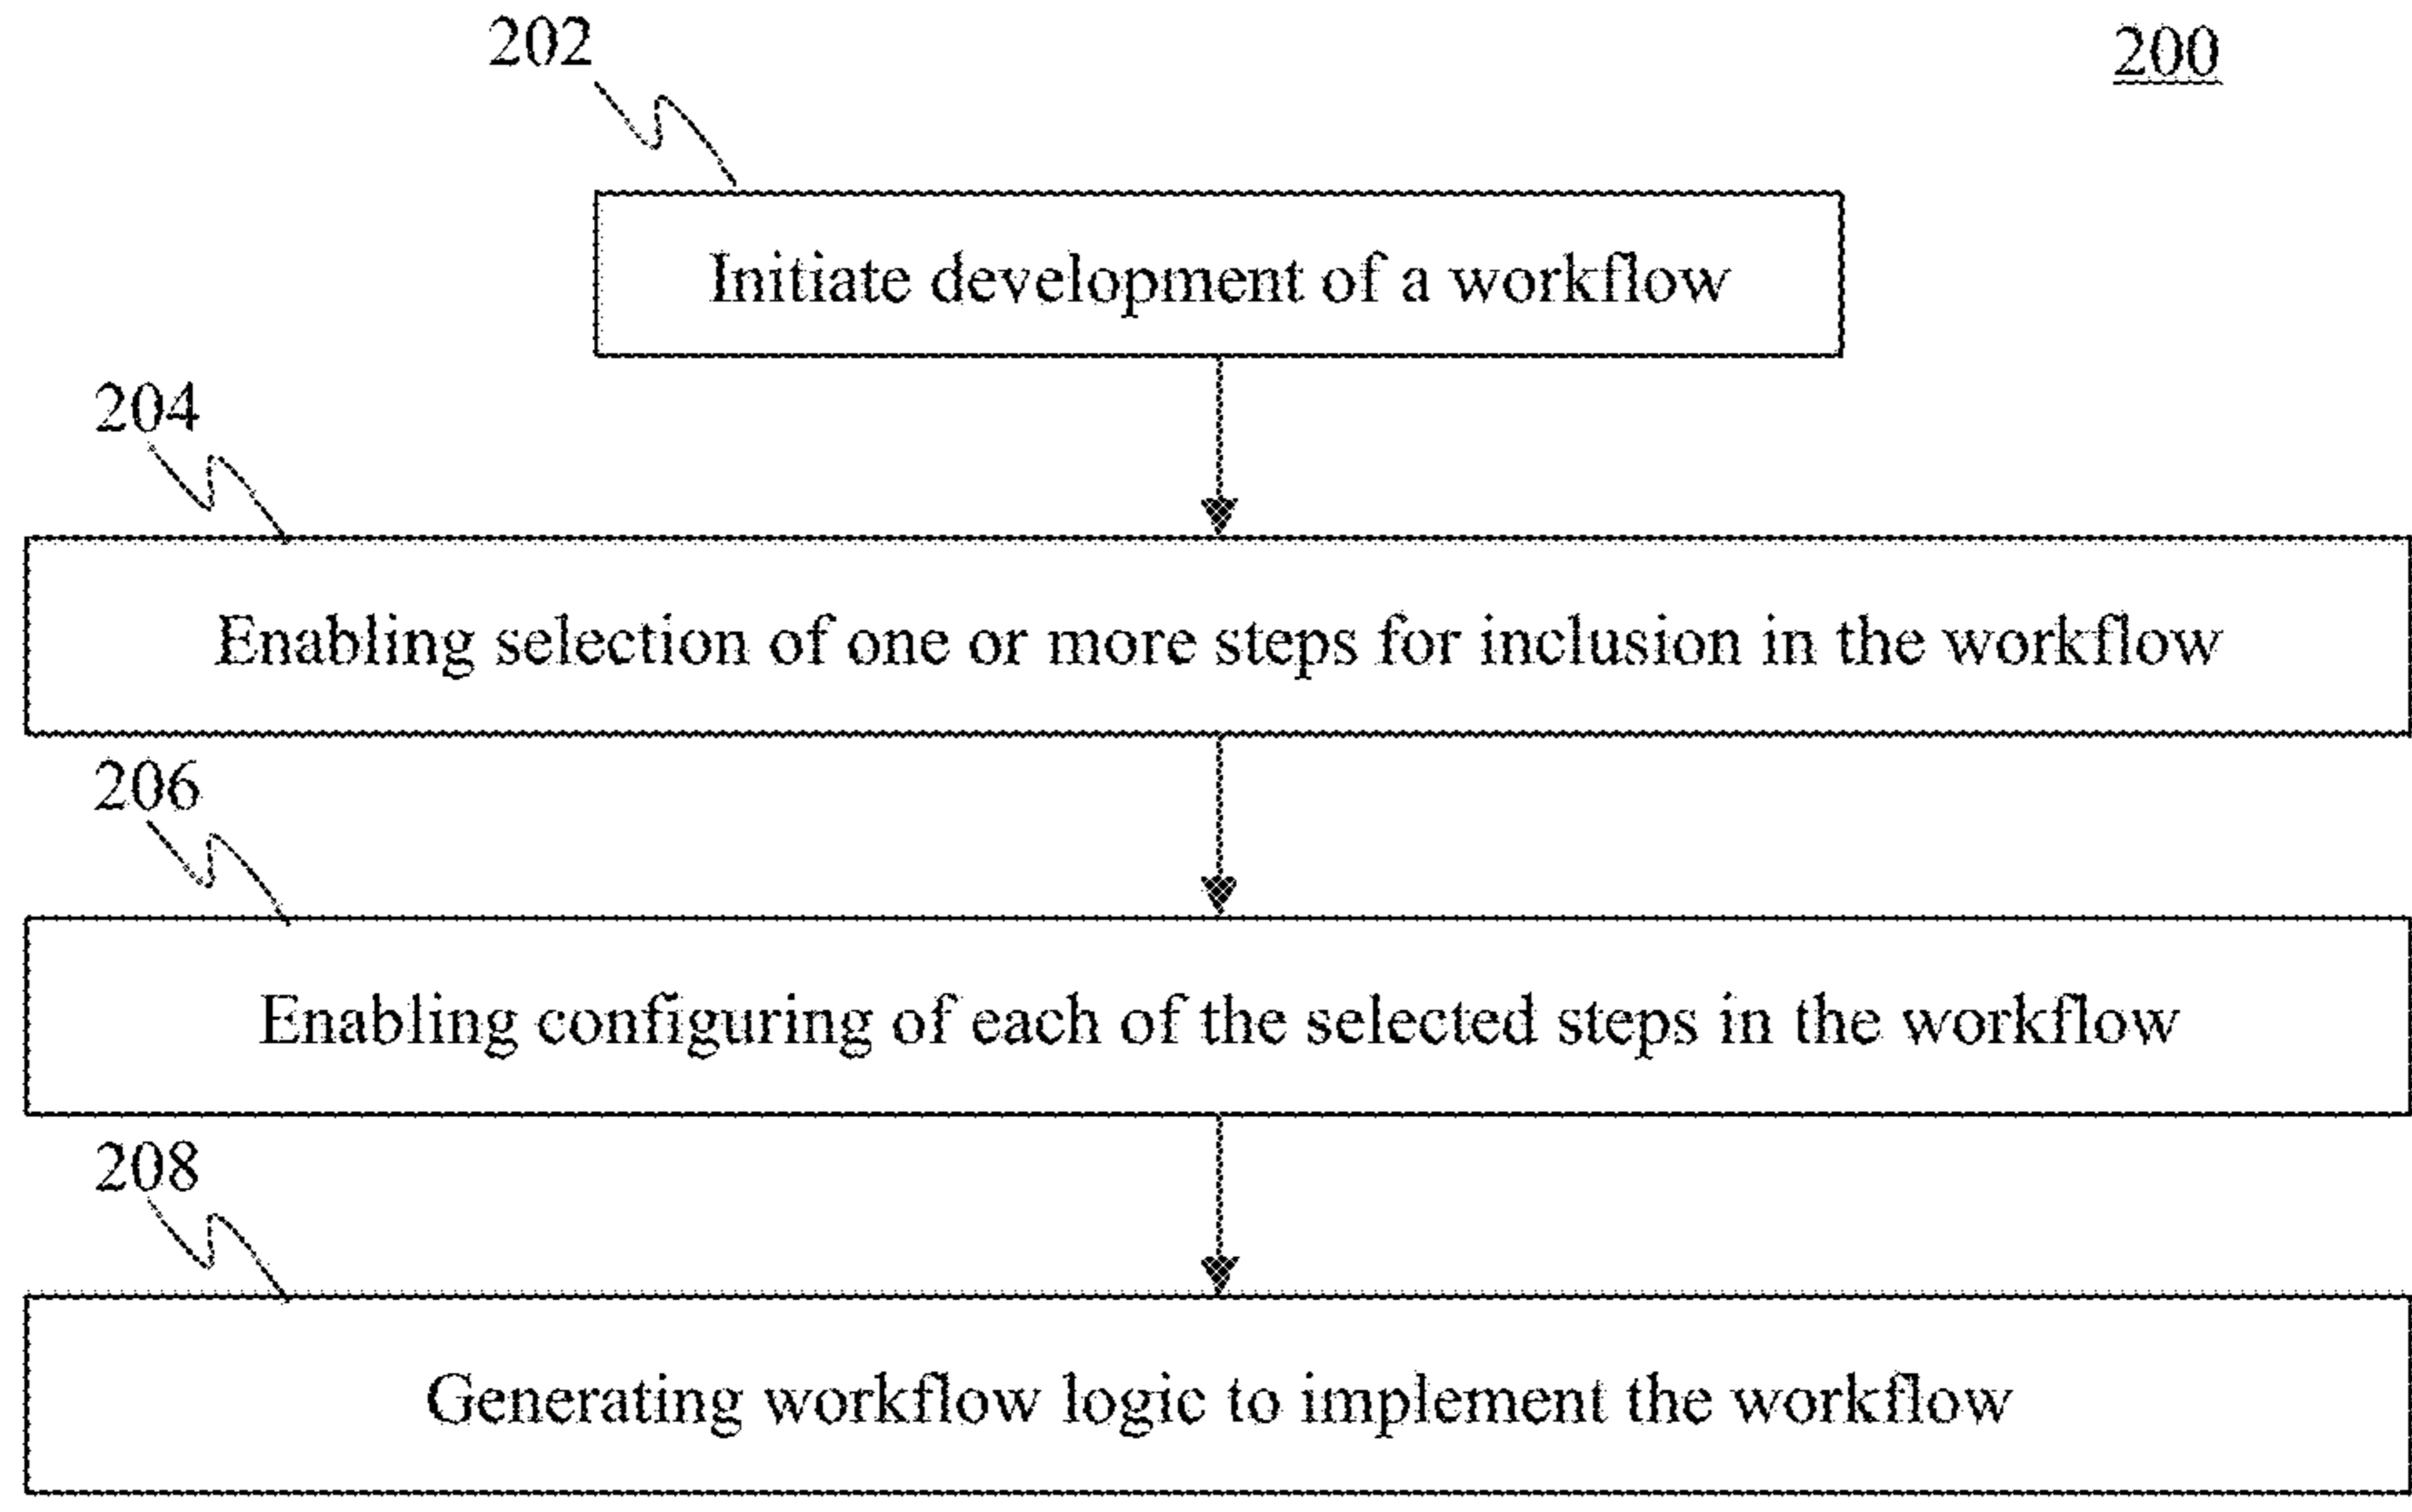 202
200
Initiate development of a workflow
204
Enabling selection of one or more steps for inclusion in the workflow
206
Enabling configuring of each of the selected steps in the workflow
208
Generating workflow logic to implement the workflow